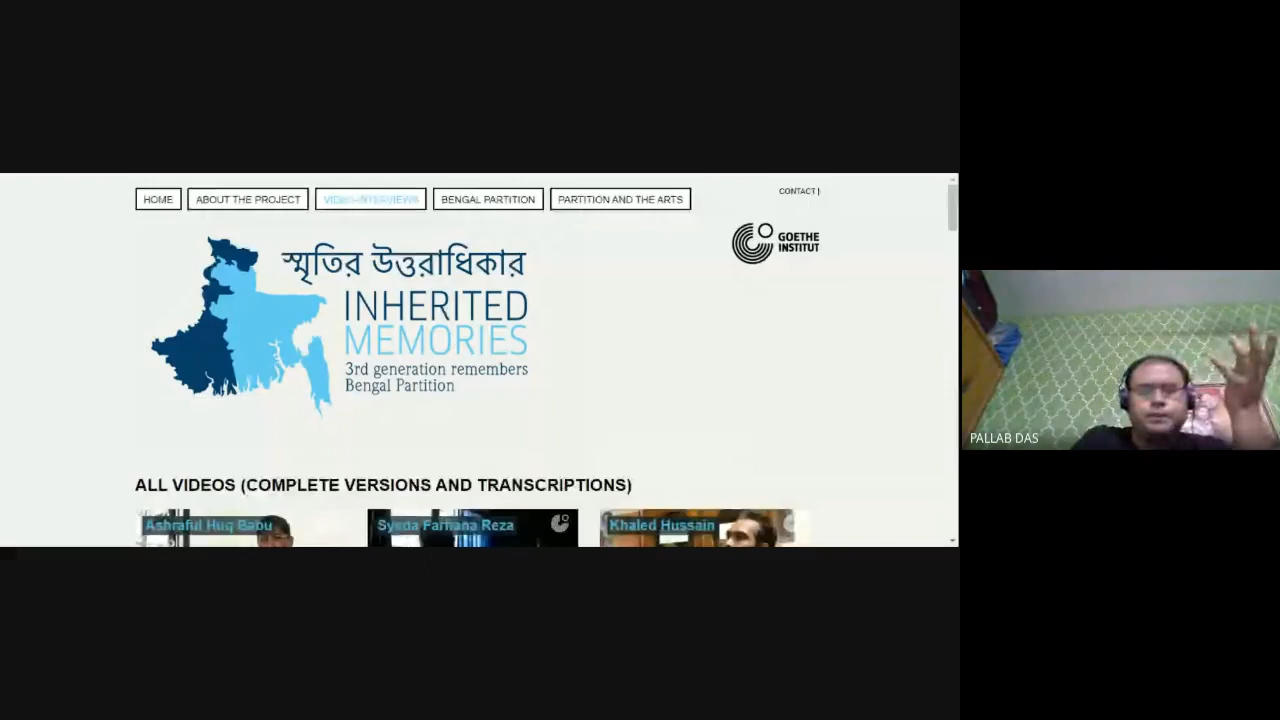 HOME
ABOUT THE PROJECT
VIDEO-INTERVIEWS
BENGAL PARTITION
PARTITION AND THE ARTS
CONTACT |
GOETHE
INSTITUT
স্মৃতির উত্তরাধিকার
INHERITED
MEMORIES
3rd generation remembers
Bengal Partition
ALL VIDEOS (COMPLETE VERSIONS AND TRANSCRIPTIONS)
Ashraful Huq Babu
Syeda Farhana Reza
Khaled Hussain
PALLAB DAS